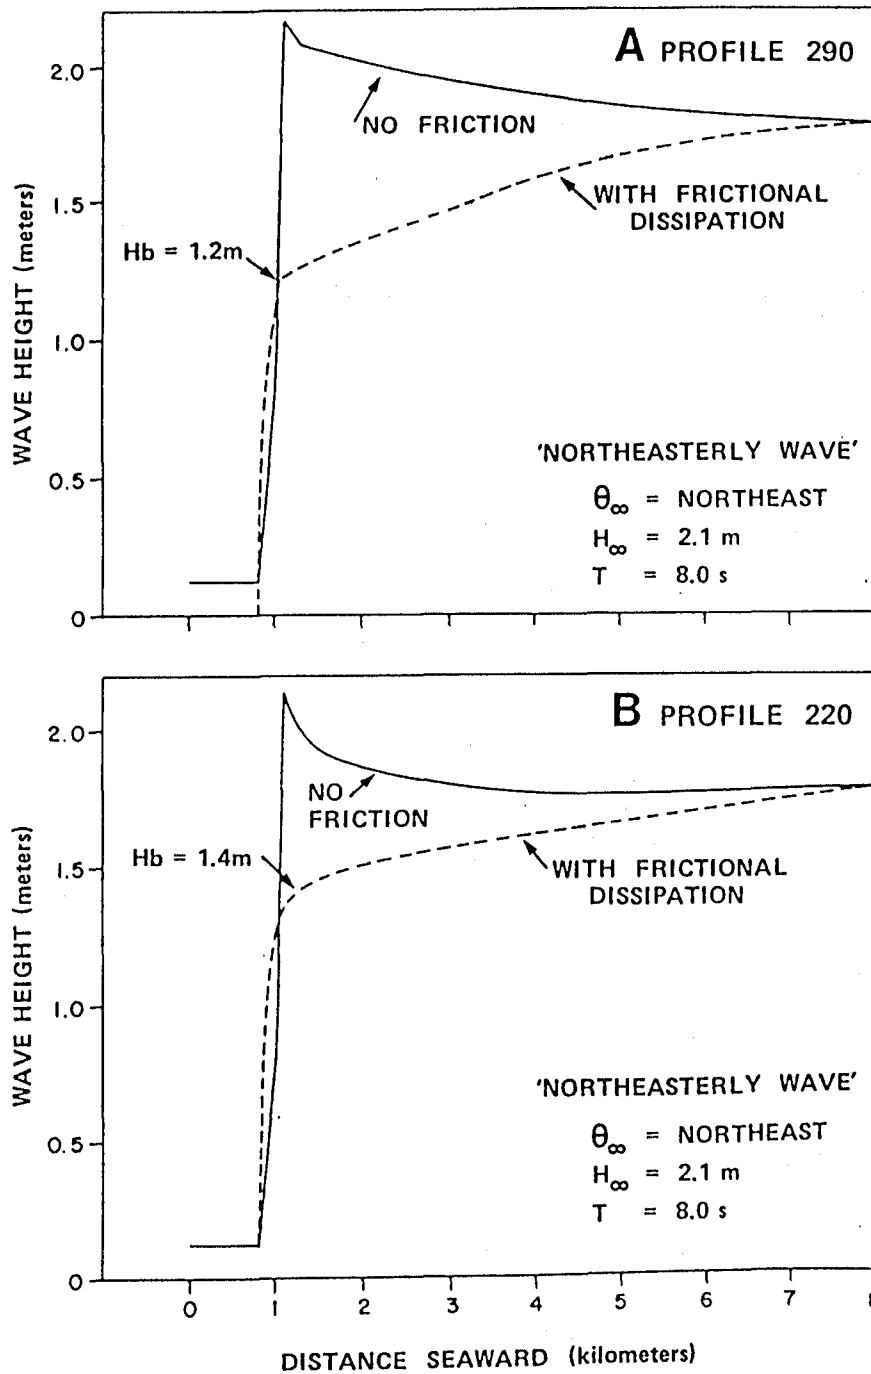 A PROFILE 290
2.0
1.5
1.0
0.5
0
WAVE HEIGHT (meters)
NO FRICTION
WITH FRICTIONAL
DISSIPATION
Hb = 1.2m
'NORTHEASTERLY WAVE'
θ∞ = NORTHEAST
H∞ = 2.1 m
T = 8.0 s
B PROFILE 220
2.0
1.5
1.0
0.5
0
WAVE HEIGHT (meters)
NO
FRICTION
Hb = 1.4m
WITH FRICTIONAL
DISSIPATION
'NORTHEASTERLY WAVE'
θ∞ = NORTHEAST
H∞ = 2.1 m
T = 8.0 s
0 1 2 3 4 5 6 7 8
DISTANCE SEAWARD (kilometers)